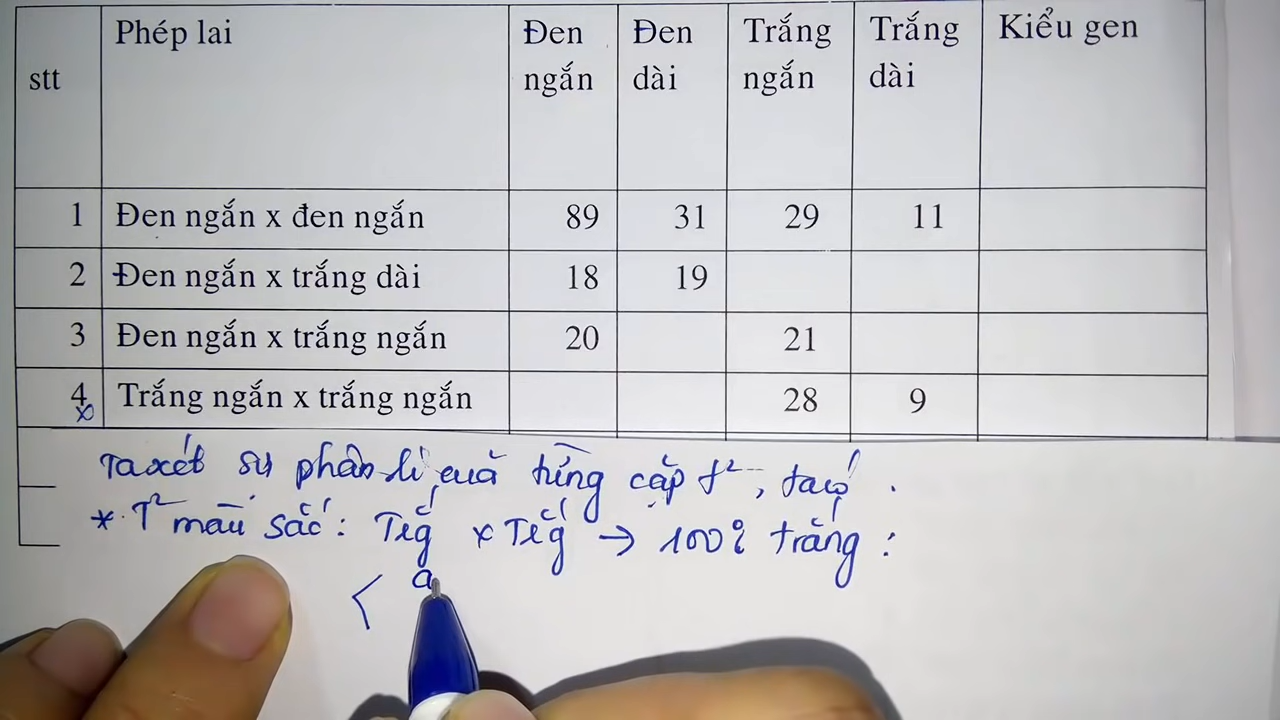 stt Phép lai Đen ngắn Đen dài Trắng ngắn Trắng dài Kiểu gen
1 Đen ngắn x đen ngắn 89 31 29 11
2 Đen ngắn x trắng dài 18 19
3 Đen ngắn x trắng ngắn 20 21
4 Trắng ngắn x trắng ngắn 28 9
Ta xét sự phân li của từng cặp t², ta có.
* T² màu sắc: Trắng x Trắng → 100% trắng:
( a